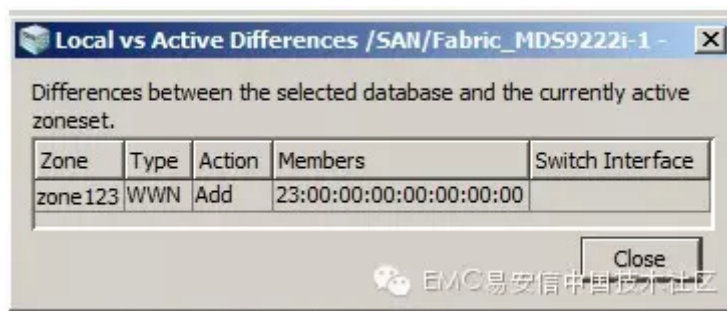 Local vs Active Differences /SAN/Fabric_MDS9222i-1 -
Differences between the selected database and the currently active
zoneset.
Zone Type Action Members Switch Interface
zone123 WWN Add 23:00:00:00:00:00:00:00
Close
EMC易安信中国技术社区